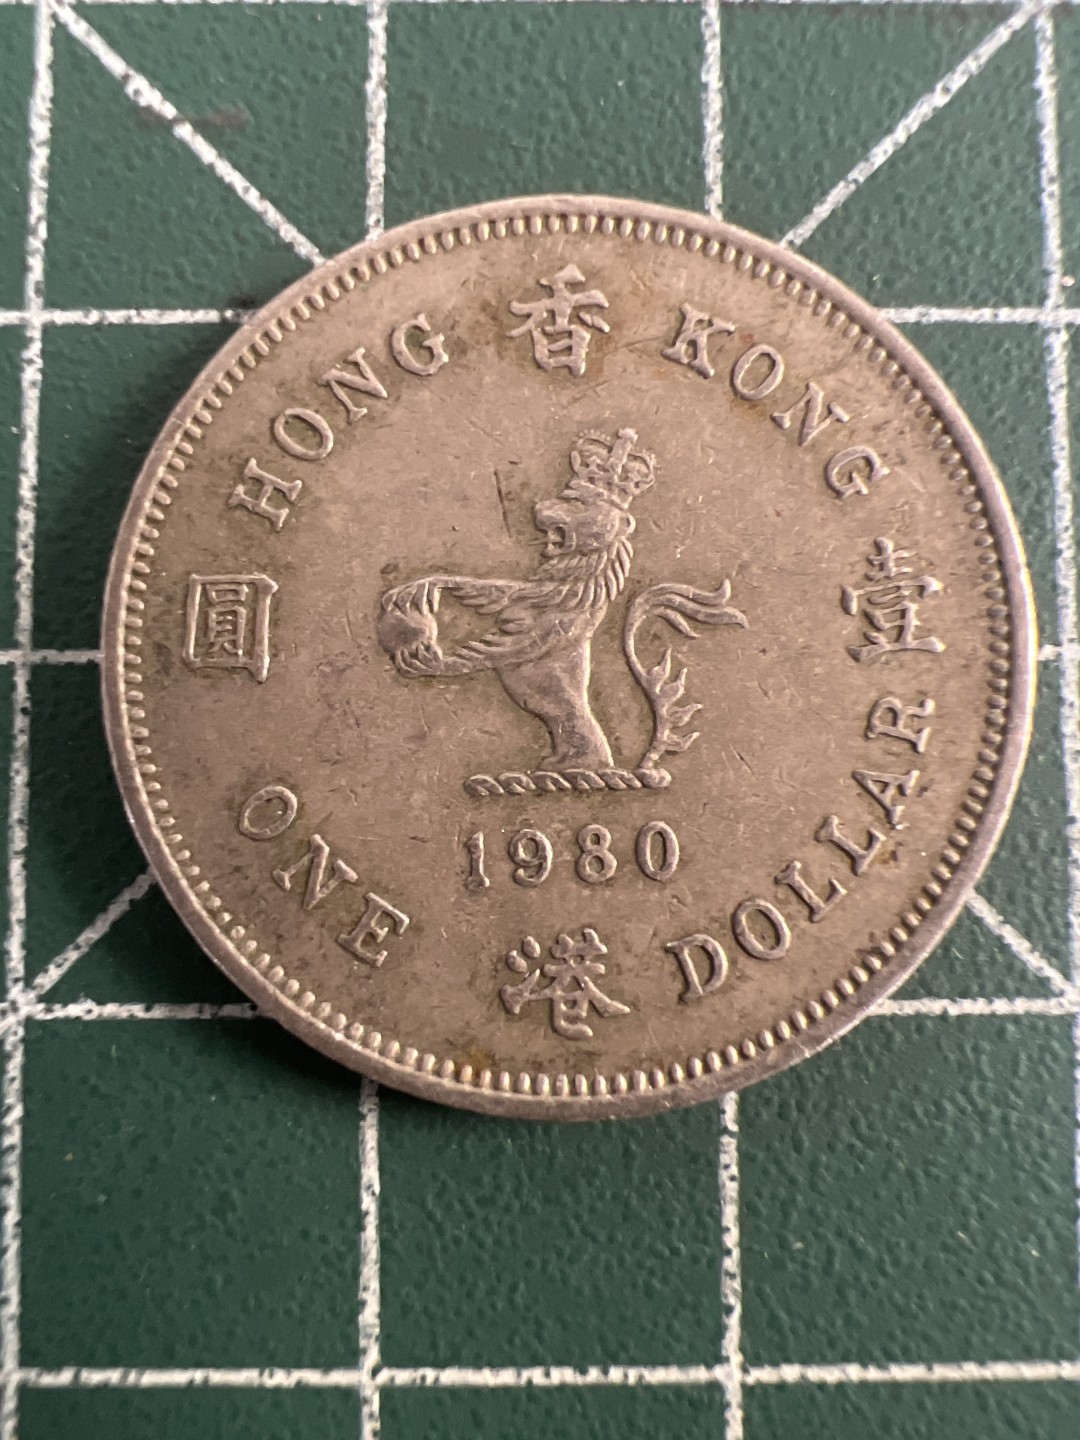 HONG KONG
香港
壹圓
1980
ONE DOLLAR